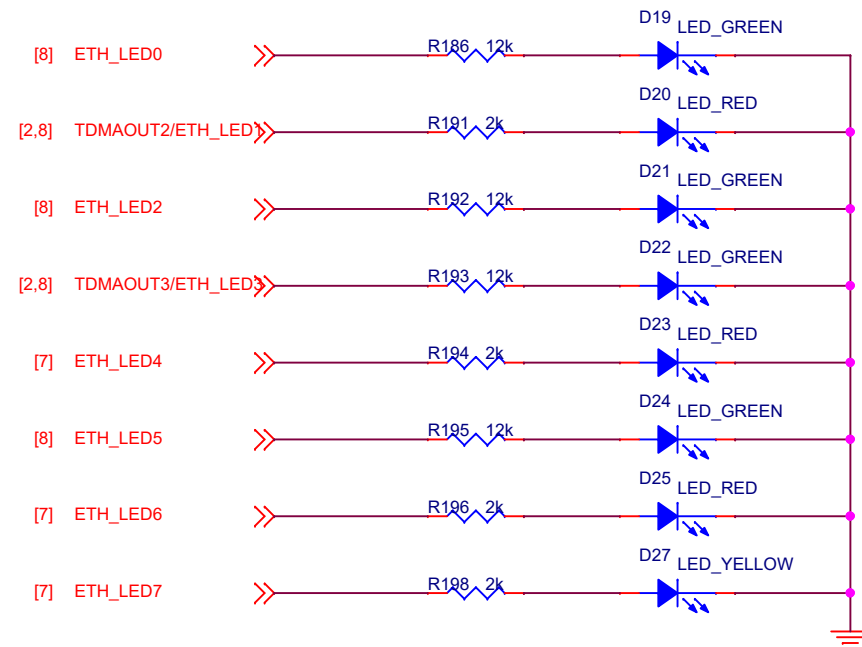 D19 LED_GREEN
[8] ETH_LED0 R186 12k
D20 LED_RED
[2,8] TDMAOUT2/ETH_LED1 R191 2k
D21 LED_GREEN
[8] ETH_LED2 R192 12k
D22 LED_GREEN
[2,8] TDMAOUT3/ETH_LED3 R193 12k
D23 LED_RED
[7] ETH_LED4 R194 2k
D24 LED_GREEN
[8] ETH_LED5 R195 12k
D25 LED_RED
[7] ETH_LED6 R196 2k
D27 LED_YELLOW
[7] ETH_LED7 R198 2k